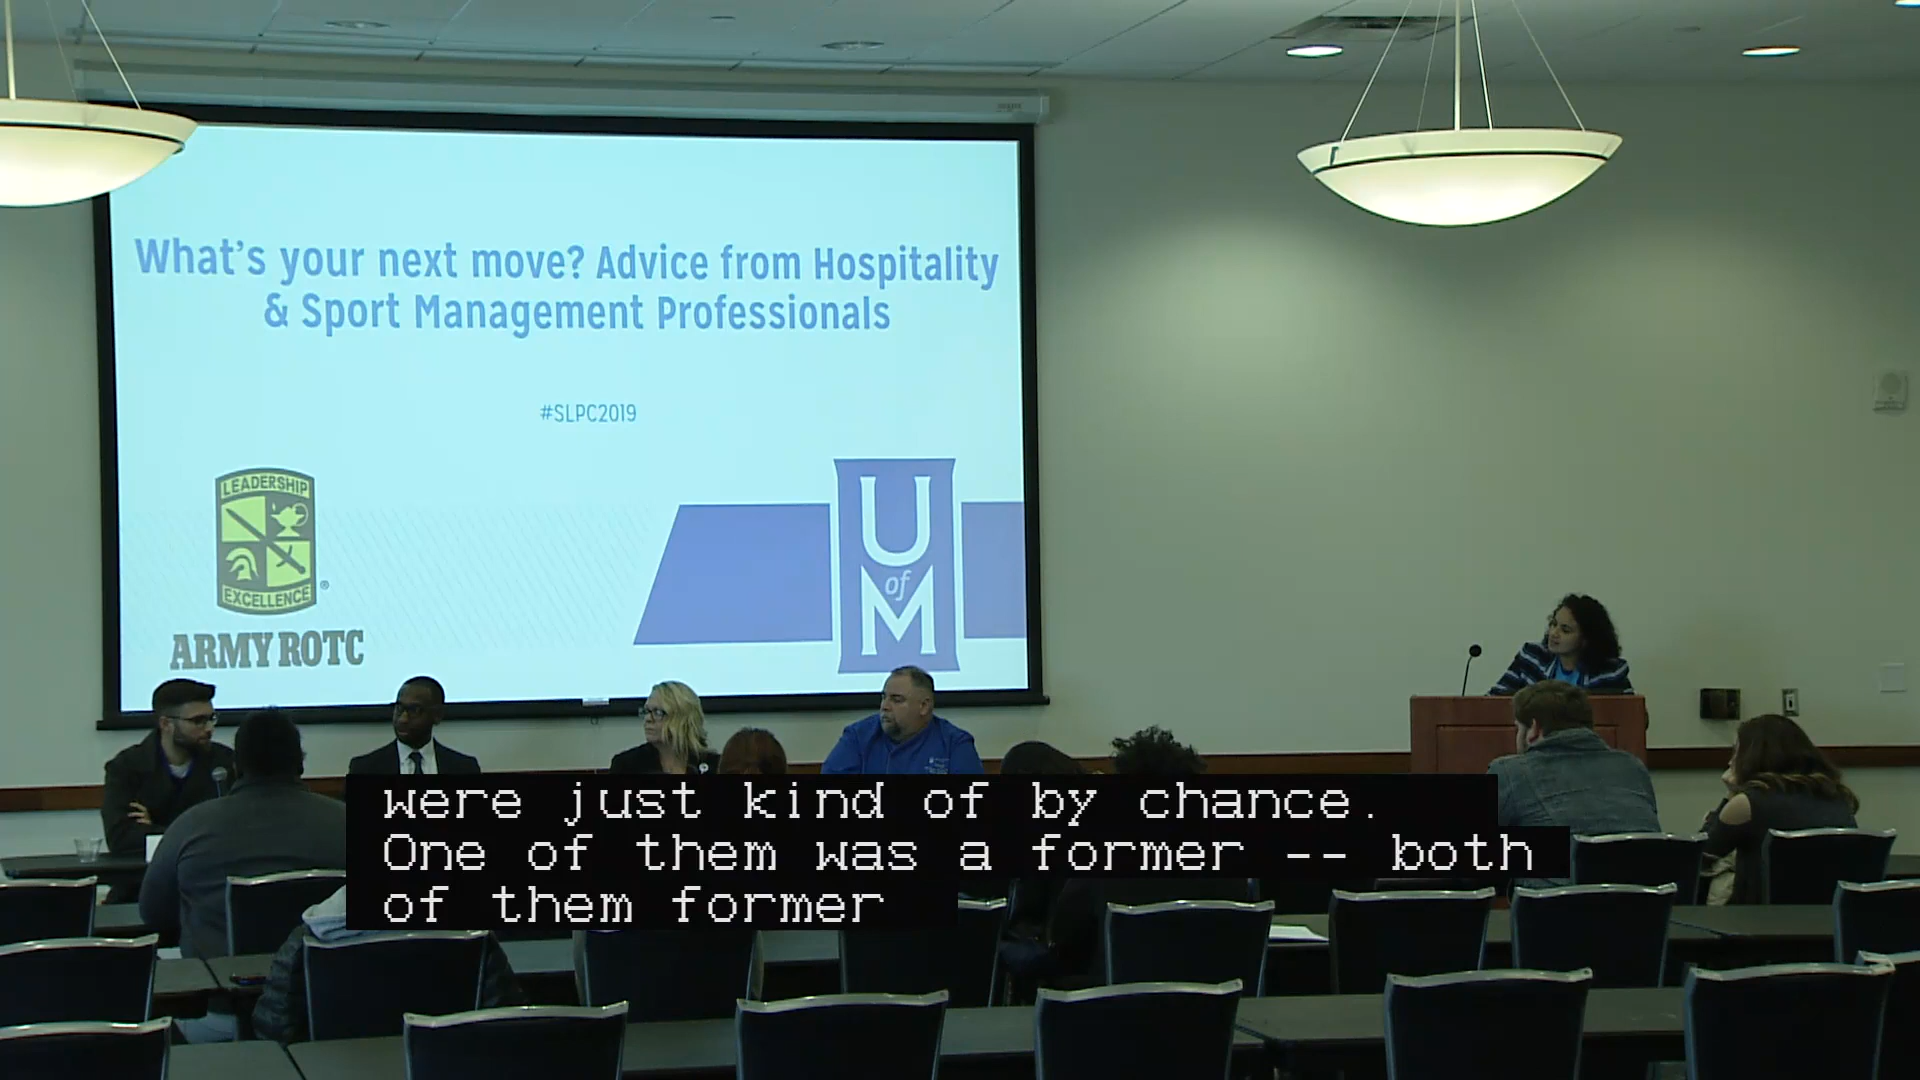 What's your next move? Advice from Hospitality
& Sport Management Professionals
#SLPC2019
LEADERSHIP
EXCELLENCE
®
ARMY ROTC
U
of
M
were just kind of by chance.
One of them was a former -- both
of them former